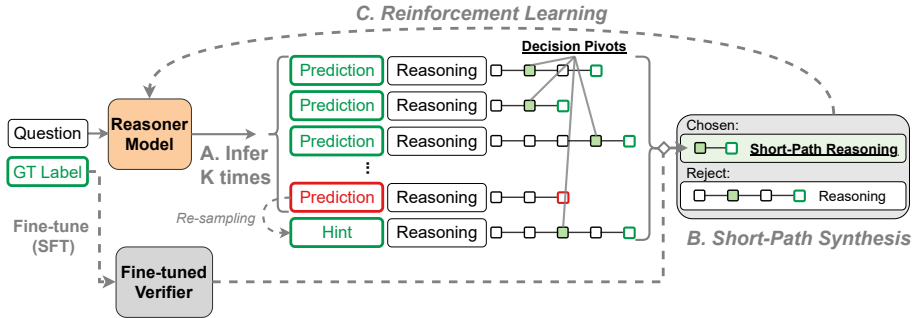 C. Reinforcement Learning
Decision Pivots
Prediction
Reasoning
Prediction
Reasoning
Question
Reasoner
Model
A. Infer
K times
Prediction
Reasoning
GT Label
...
Prediction
Reasoning
Re-sampling
Hint
Reasoning
Chosen:
Short-Path Reasoning
Reject:
Reasoning
B. Short-Path Synthesis
Fine-tune
(SFT)
Fine-tuned
Verifier